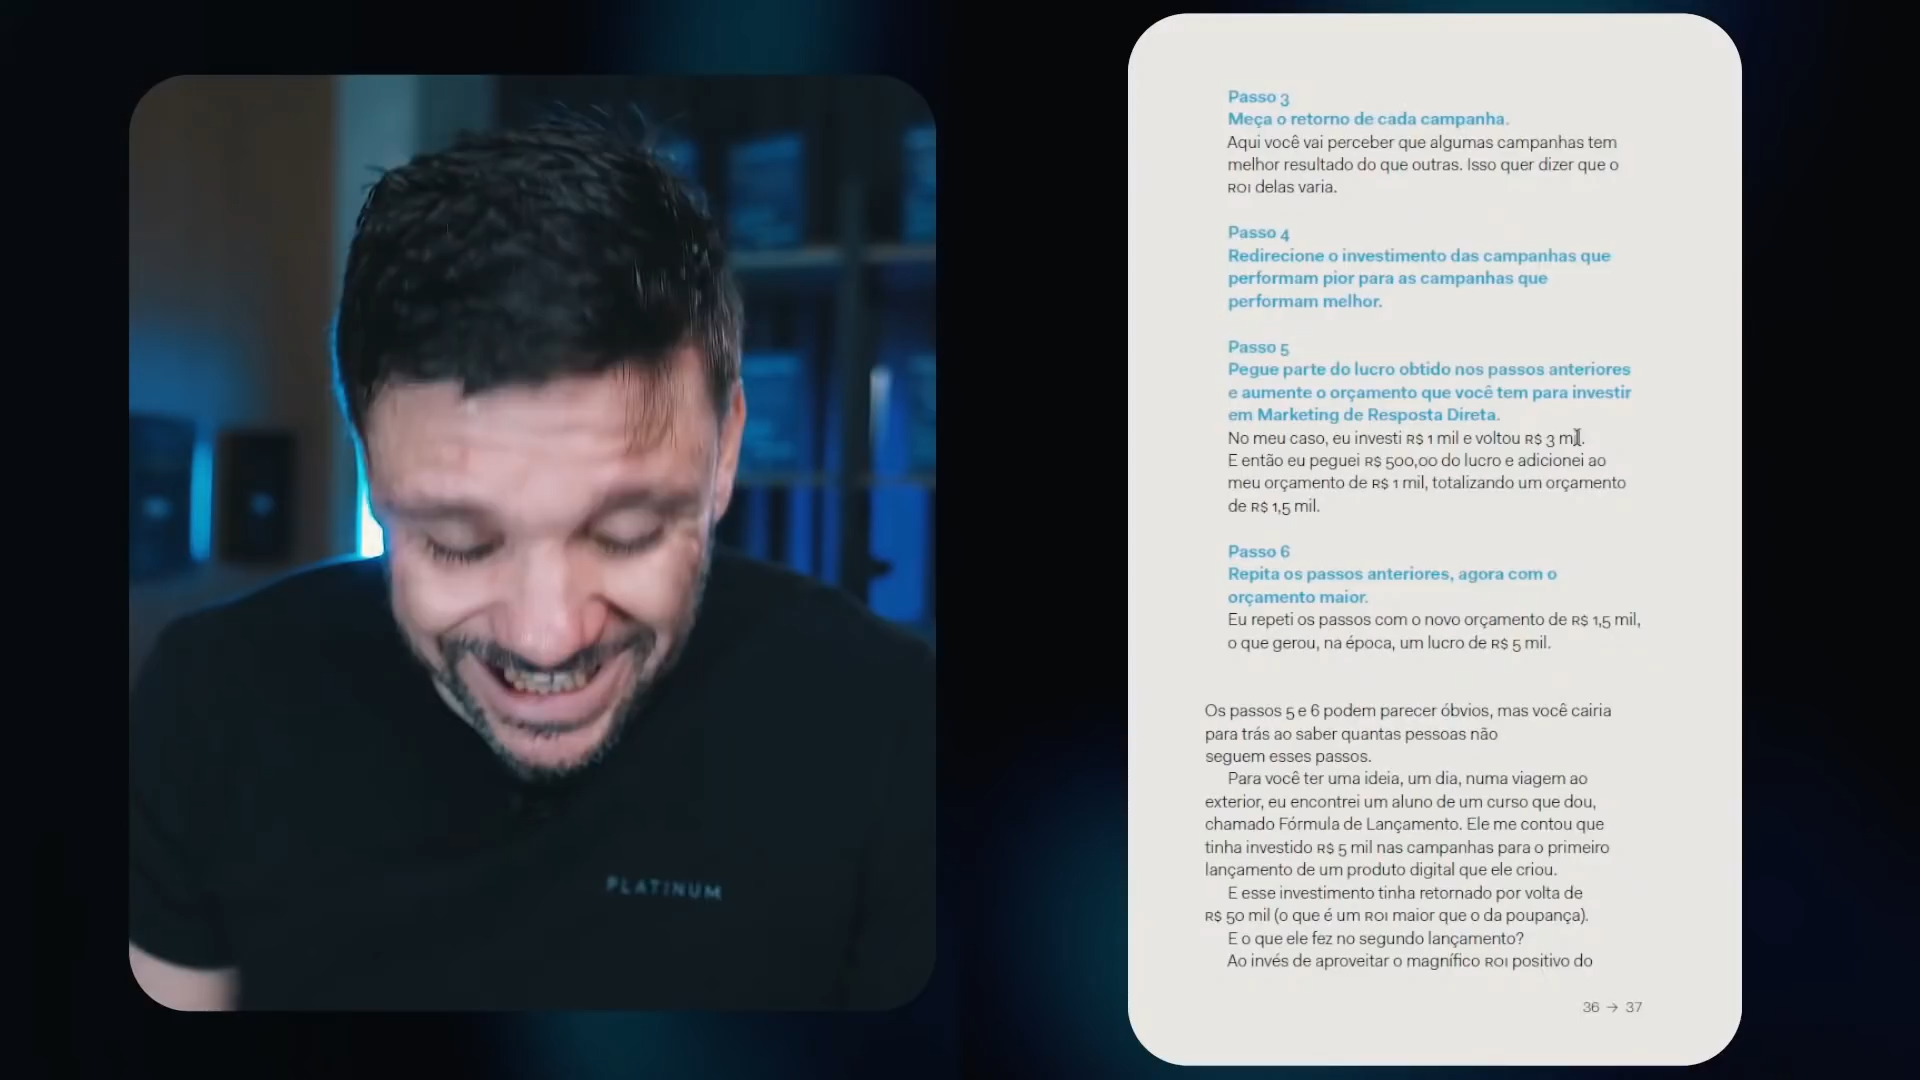 PLATINUM
Passo 3
Meça o retorno de cada campanha.
Aqui você vai perceber que algumas campanhas tem
melhor resultado do que outras. Isso quer dizer que o
ROI delas varia.
Passo 4
Redirecione o investimento das campanhas que
performam pior para as campanhas que
performam melhor.
Passo 5
Pegue parte do lucro obtido nos passos anteriores
e aumente o orçamento que você tem para investir
em Marketing de Resposta Direta.
No meu caso, eu investi R$ 1 mil e voltou R$ 3 mil.
E então eu peguei R$ 500,00 do lucro e adicionei ao
meu orçamento de R$ 1 mil, totalizando um orçamento
de R$ 1,5 mil.
Passo 6
Repita os passos anteriores, agora com o
orçamento maior.
Eu repeti os passos com o novo orçamento de R$ 1,5 mil,
o que gerou, na época, um lucro de R$ 5 mil.
Os passos 5 e 6 podem parecer óbvios, mas você cairia
para trás ao saber quantas pessoas não
seguem esses passos.
Para você ter uma ideia, um dia, numa viagem ao
exterior, eu encontrei um aluno de um curso que dou,
chamado Fórmula de Lançamento. Ele me contou que
tinha investido R$ 5 mil nas campanhas para o primeiro
lançamento de um produto digital que ele criou.
E esse investimento tinha retornado por volta de
R$ 50 mil (o que é um ROI maior que o da poupança).
E o que ele fez no segundo lançamento?
Ao invés de aproveitar o magnífico ROI positivo do
36 → 37